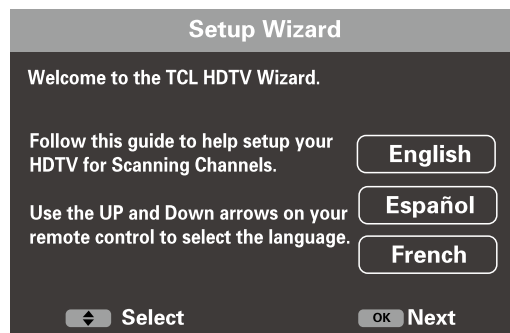 Setup Wizard
Welcome to the TCL HDTV Wizard.
Follow this guide to help setup your
HDTV for Scanning Channels.
Use the UP and Down arrows on your
remote control to select the language.
English
Español
French
Select
OK Next